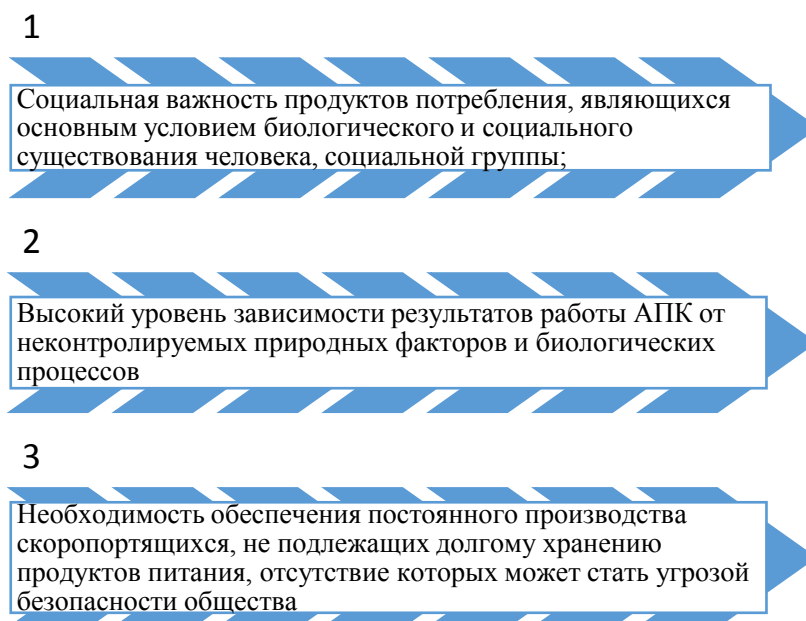 1
Социальная важность продуктов потребления, являющихся
основным условием биологического и социального
существования человека, социальной группы;
2
Высокий уровень зависимости результатов работы АПК от
неконтролируемых природных факторов и биологических
процессов
3
Необходимость обеспечения постоянного производства
скоропортящихся, не подлежащих долгому хранению
продуктов питания, отсутствие которых может стать угрозой
безопасности общества